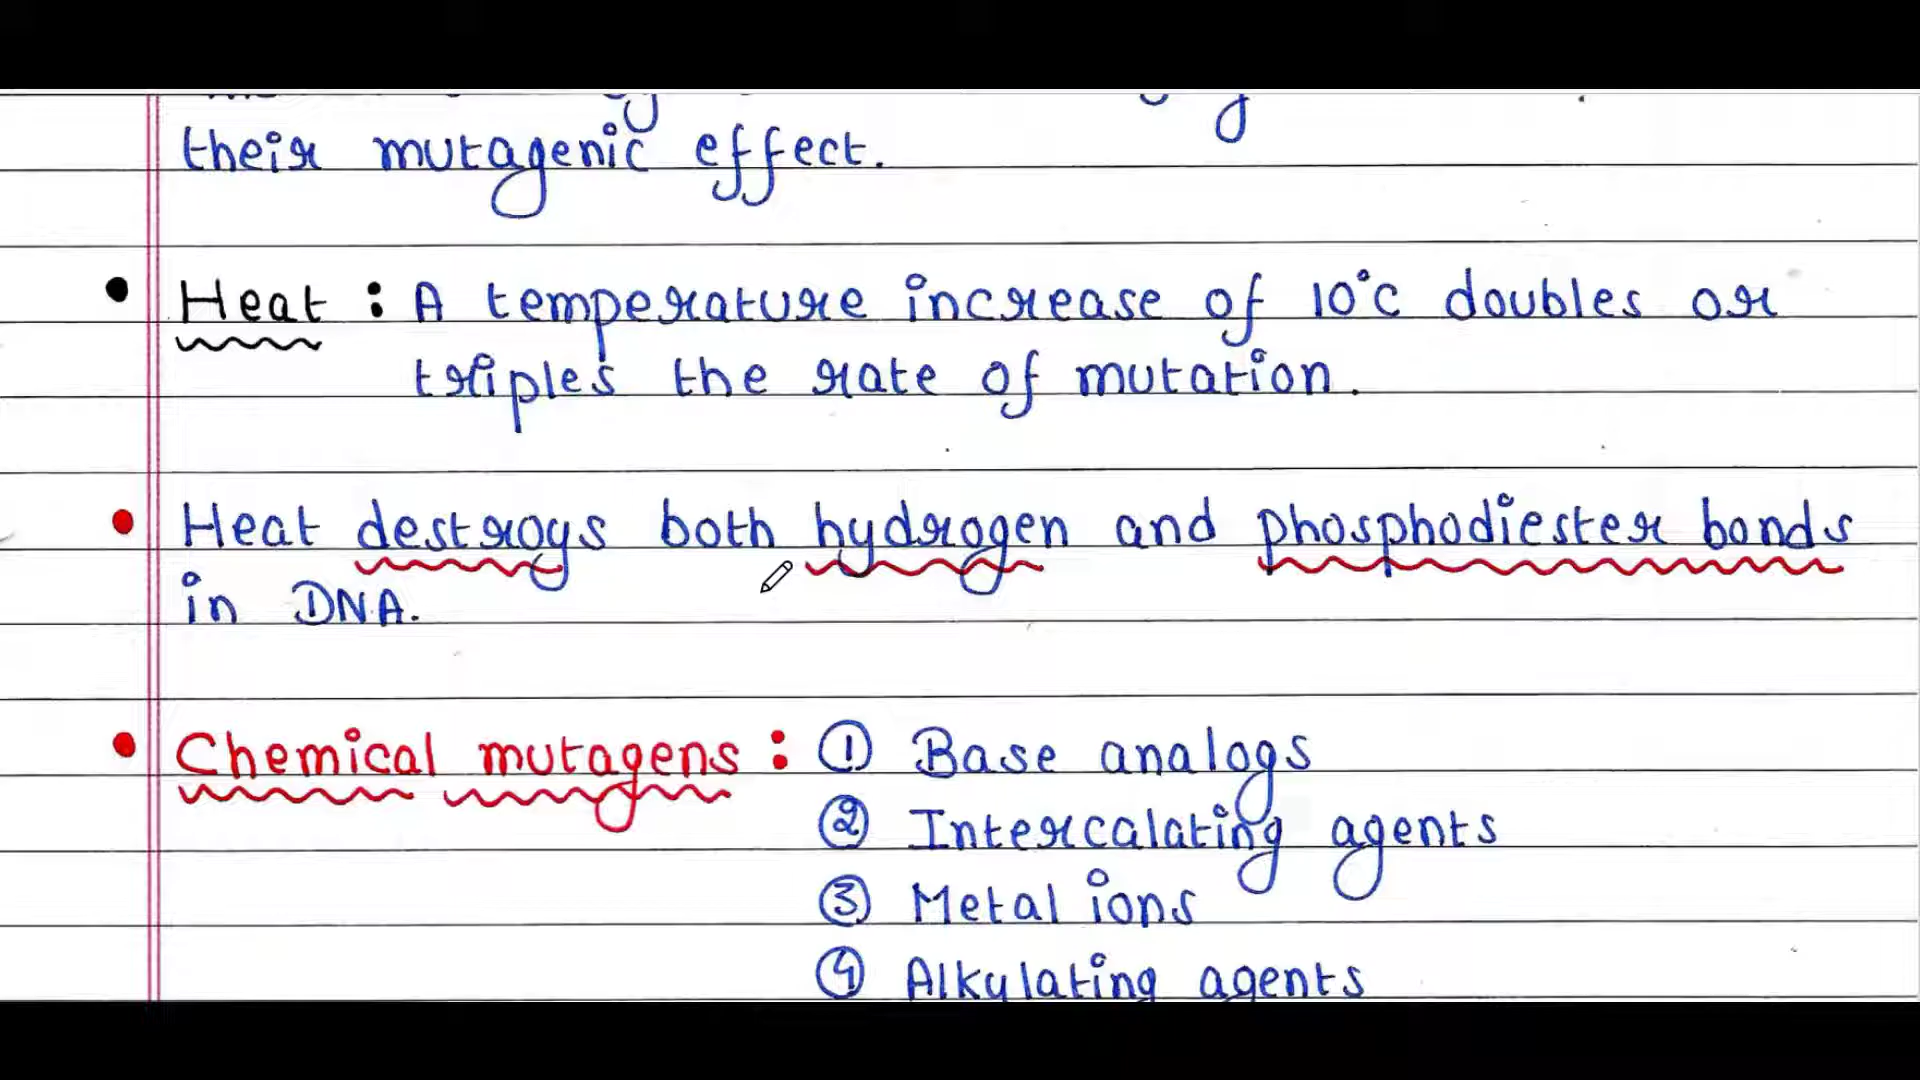 their mutagenic effect.
• Heat : A temperature increase of 10°C doubles or
triples the rate of mutation.
• Heat destroys both hydrogen and phosphodiester bonds
in DNA.
• Chemical mutagens : ① Base analogs
② Intercalating agents
③ Metal ions
④ Alkylating agents